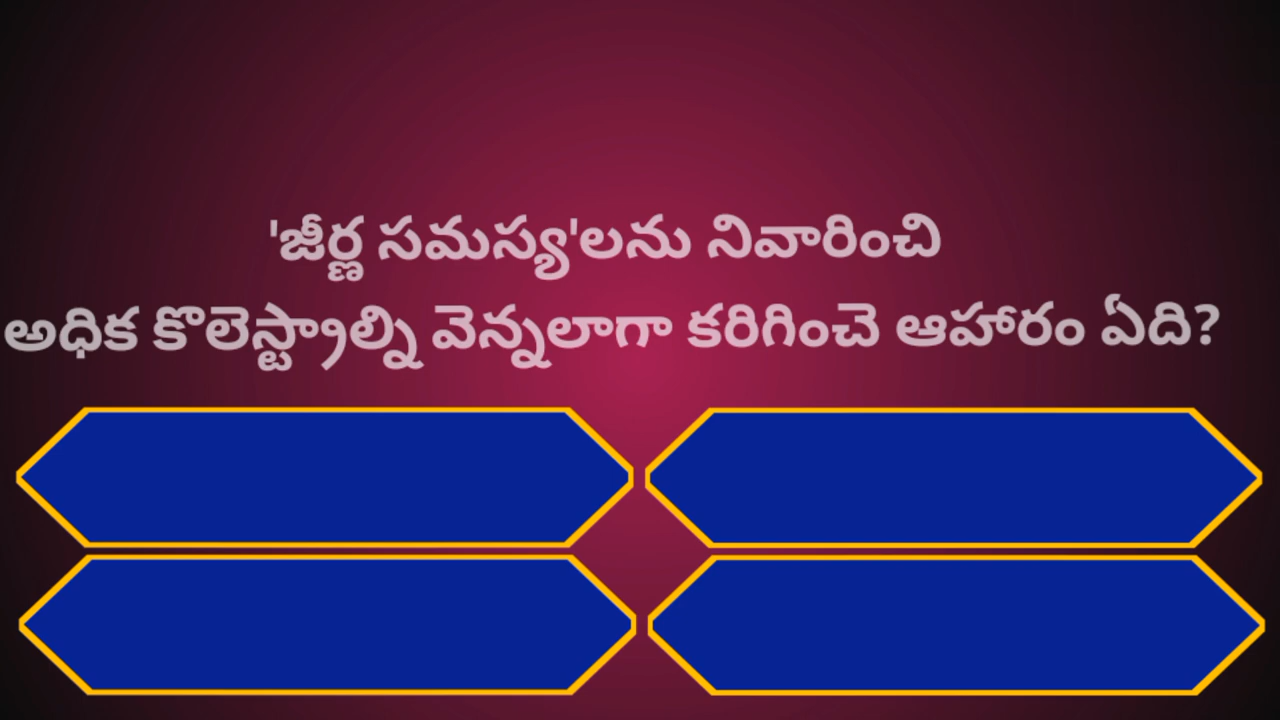 'జీర్ణ సమస్య'లను నివారించి
అధిక కొలెస్ట్రాల్ని వెన్నలాగా కరిగించె ఆహారం ఏది?